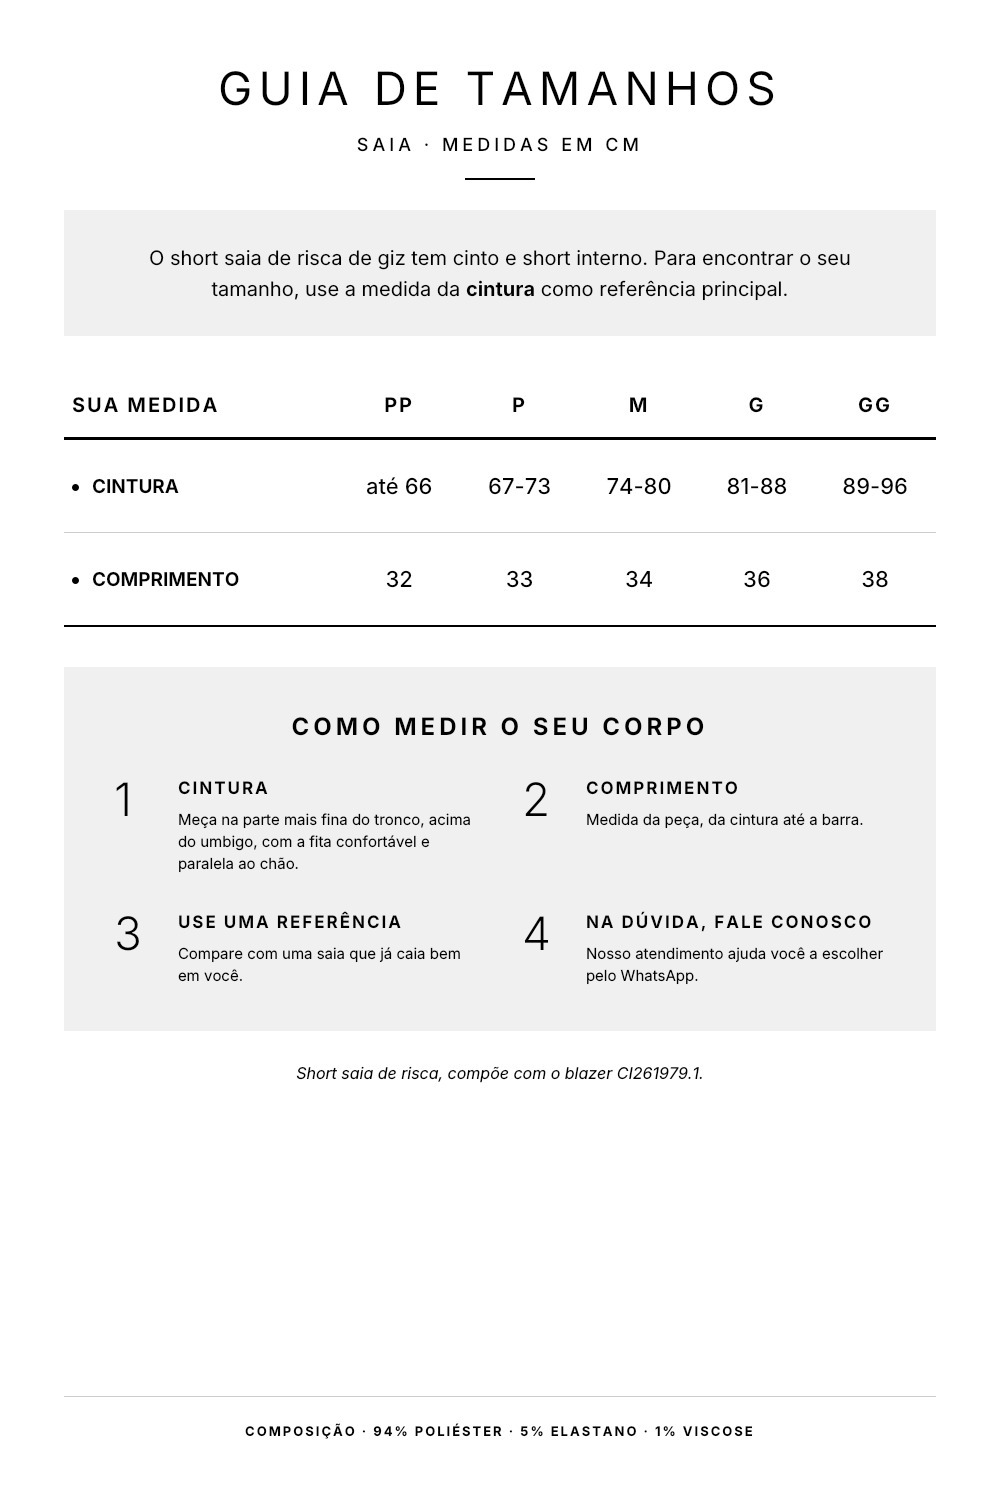 GUIA DE TAMANHOS
SAIA · MEDIDAS EM CM
O short saia de risca de giz tem cinto e short interno. Para encontrar o seu
tamanho, use a medida da cintura como referência principal.
SUA MEDIDA PP P M G GG
• CINTURA até 66 67-73 74-80 81-88 89-96
• COMPRIMENTO 32 33 34 36 38
COMO MEDIR O SEU CORPO
1 CINTURA
Meça na parte mais fina do tronco, acima
do umbigo, com a fita confortável e
paralela ao chão.
2 COMPRIMENTO
Medida da peça, da cintura até a barra.
3 USE UMA REFERÊNCIA
Compare com uma saia que já caia bem
em você.
4 NA DÚVIDA, FALE CONOSCO
Nosso atendimento ajuda você a escolher
pelo WhatsApp.
Short saia de risca, compõe com o blazer CI261979.1.
COMPOSIÇÃO · 94% POLIÉSTER · 5% ELASTANO · 1% VISCOSE